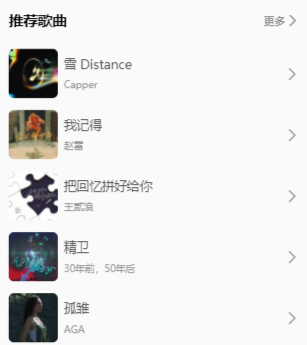 推荐歌曲
更多
雪 Distance
Capper
我记得
赵雷
把回忆拼好给你
王贰浪
精卫
30年前，50年后
孤雏
AGA